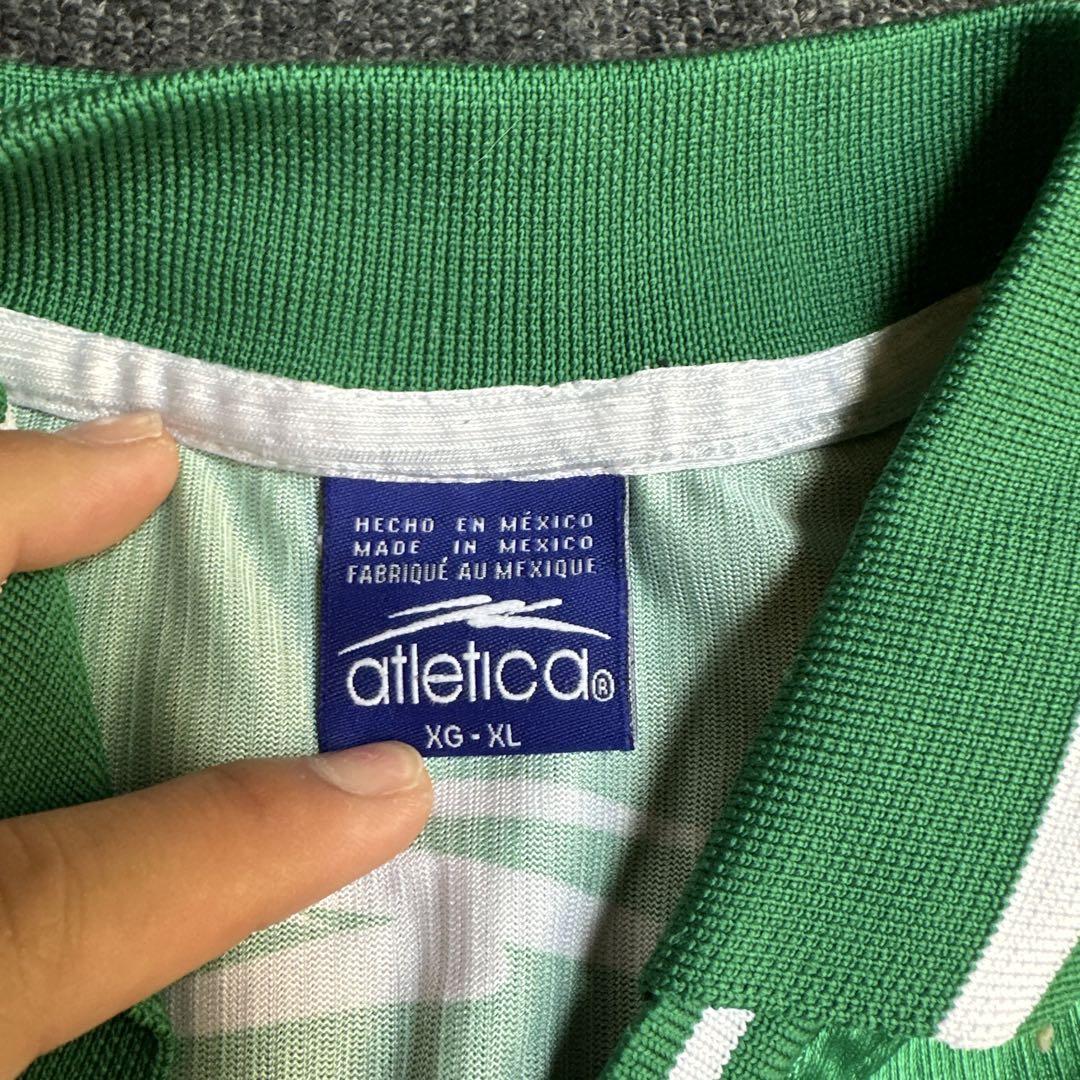 HECHO EN MÉXICO
MADE IN MEXICO
FABRIQUÉ AU MEXIQUE
atletica®
XG - XL